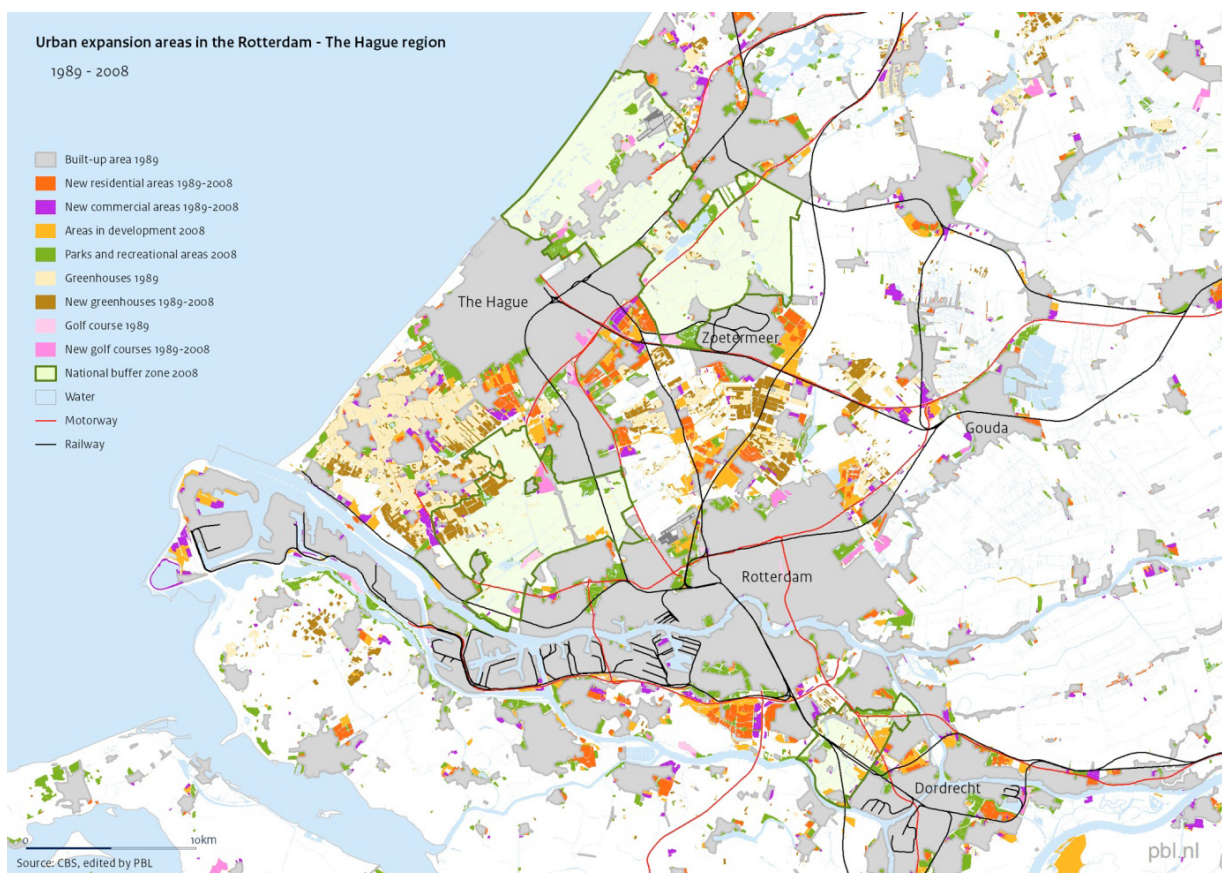 Urban expansion areas in the Rotterdam - The Hague region
1989 - 2008
Built-up area 1989
New residential areas 1989-2008
New commercial areas 1989-2008
Areas in development 2008
Parks and recreational areas 2008
Greenhouses 1989
New greenhouses 1989-2008
Golf course 1989
New golf courses 1989-2008
National buffer zone 2008
Water
Motorway
Railway
The Hague
Zoetermeer
Gouda
Rotterdam
Dordrecht
0
10km
Source: CBS, edited by PBL
pbl.nl